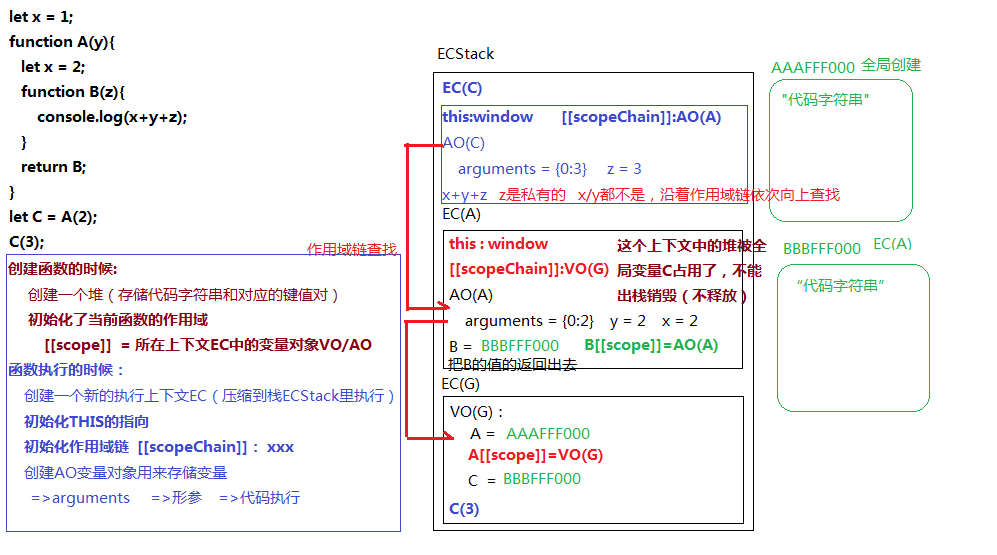 let x = 1;
function A(y){
let x = 2;
function B(z){
console.log(x+y+z);
}
return B;
}
let C = A(2);
C(3);
创建函数的时候:
创建一个堆（存储代码字符串和对应的键值对）
初始化了当前函数的作用域
[[scope]] = 所在上下文EC中的变量对象VO/AO
函数执行的时候：
创建一个新的执行上下文EC（压缩到栈ECStack里执行）
初始化THIS的指向
初始化作用域链 [[scopeChain]]： xxx
创建AO变量对象用来存储变量
=>arguments =>形参 =>代码执行
作用域链查找
ECStack
EC(C)
this:window [[scopeChain]]:AO(A)
AO(C)
arguments = {0:3} z = 3
x+y+z z是私有的 x/y都不是，沿着作用域链依次向上查找
EC(A)
this : window
[[scopeChain]]:VO(G)
AO(A)
arguments = {0:2} y = 2 x = 2
B = BBBFFF000 B[[scope]]=AO(A)
把B的值的返回出去
这个上下文中的堆被全
局变量C占用了，不能
出栈销毁（不释放）
EC(G)
VO(G)：
A = AAAFFF000
A[[scope]]=VO(G)
C = BBBFFF000
C(3)
AAAFFF000 全局创建
"代码字符串"
BBBFFF000 EC(A)
“代码字符串”